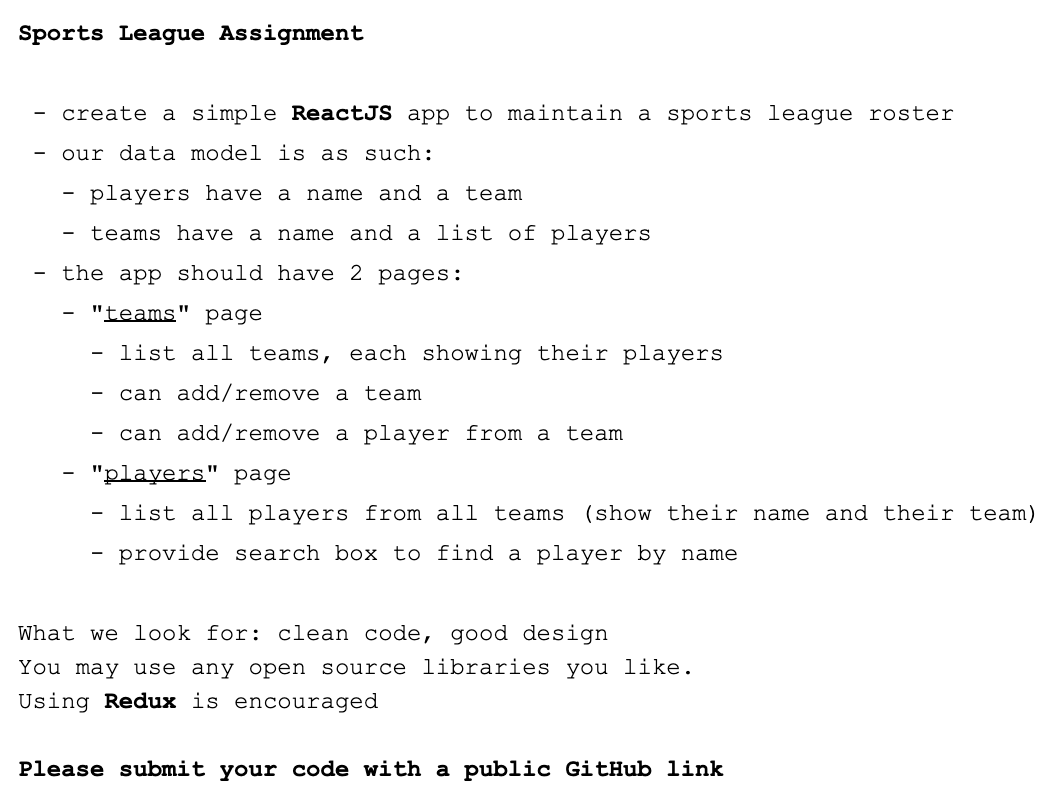 Sports League Assignment
- create a simple ReactJS app to maintain a sports league roster
- our data model is as such:
- players have a name and a team
- teams have a name and a list of players
- the app should have 2 pages:
- "teams" page
- list all teams, each showing their players
- can add/remove a team
- can add/remove a player from a team
- "players" page
- list all players from all teams (show their name and their team)
- provide search box to find a player by name
What we look for: clean code, good design
You may use any open source libraries you like.
Using Redux is encouraged
Please submit your code with a public GitHub link